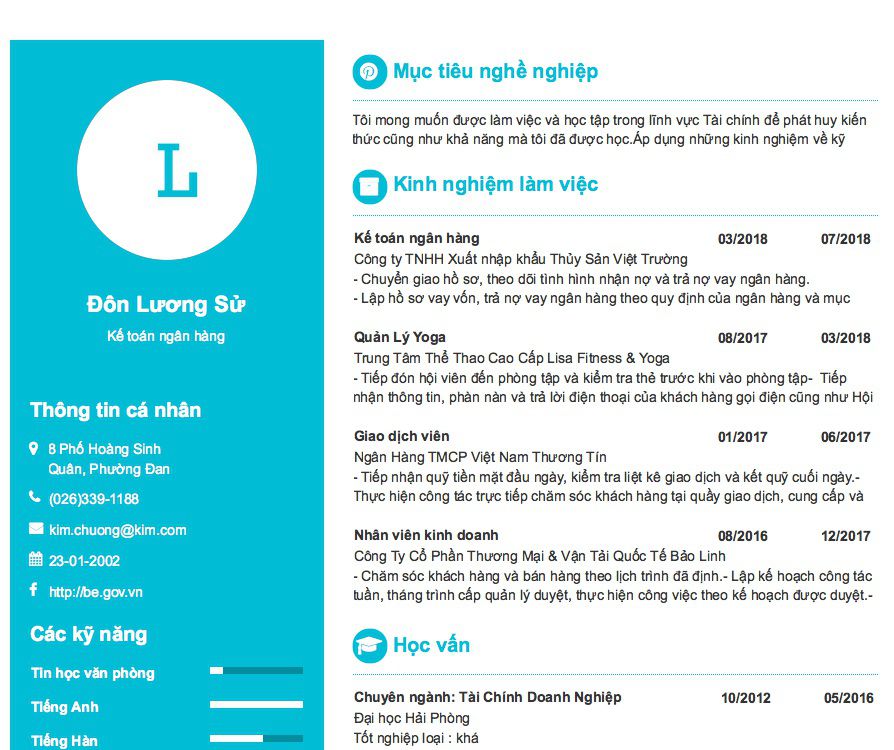 L
Đôn Lương Sử
Kế toán ngân hàng
Thông tin cá nhân
8 Phố Hoàng Sinh
Quân, Phường Đan
(026)339-1188
kim.chuong@kim.com
23-01-2002
http://be.gov.vn
Các kỹ năng
Tin học văn phòng
Tiếng Anh
Tiếng Hàn
Mục tiêu nghề nghiệp
Tôi mong muốn được làm việc và học tập trong lĩnh vực Tài chính để phát huy kiến
thức cũng như khả năng mà tôi đã được học.Áp dụng những kinh nghiệm về kỹ
Kinh nghiệm làm việc
Kế toán ngân hàng 03/2018 07/2018
Công ty TNHH Xuất nhập khẩu Thủy Sản Việt Trường
- Chuyển giao hồ sơ, theo dõi tình hình nhận nợ và trả nợ vay ngân hàng.
- Lập hồ sơ vay vốn, trả nợ vay ngân hàng theo quy định của ngân hàng và mục
Quản Lý Yoga 08/2017 03/2018
Trung Tâm Thể Thao Cao Cấp Lisa Fitness & Yoga
- Tiếp đón hội viên đến phòng tập và kiểm tra thẻ trước khi vào phòng tập- Tiếp
nhận thông tin, phàn nàn và trả lời điện thoại của khách hàng gọi điện cũng như Hội
Giao dịch viên 01/2017 06/2017
Ngân Hàng TMCP Việt Nam Thương Tín
- Tiếp nhận quỹ tiền mặt đầu ngày, kiểm tra liệt kê giao dịch và kết quỹ cuối ngày.-
Thực hiện công tác trực tiếp chăm sóc khách hàng tại quầy giao dịch, cung cấp và
Nhân viên kinh doanh 08/2016 12/2017
Công Ty Cổ Phần Thương Mại & Vận Tải Quốc Tế Bảo Linh
- Chăm sóc khách hàng và bán hàng theo lịch trình đã định.- Lập kế hoạch công tác
tuần, tháng trình cấp quản lý duyệt, thực hiện công việc theo kế hoạch được duyệt.-
Học vấn
Chuyên ngành: Tài Chính Doanh Nghiệp 10/2012 05/2016
Đại học Hải Phòng
Tốt nghiệp loại : khá